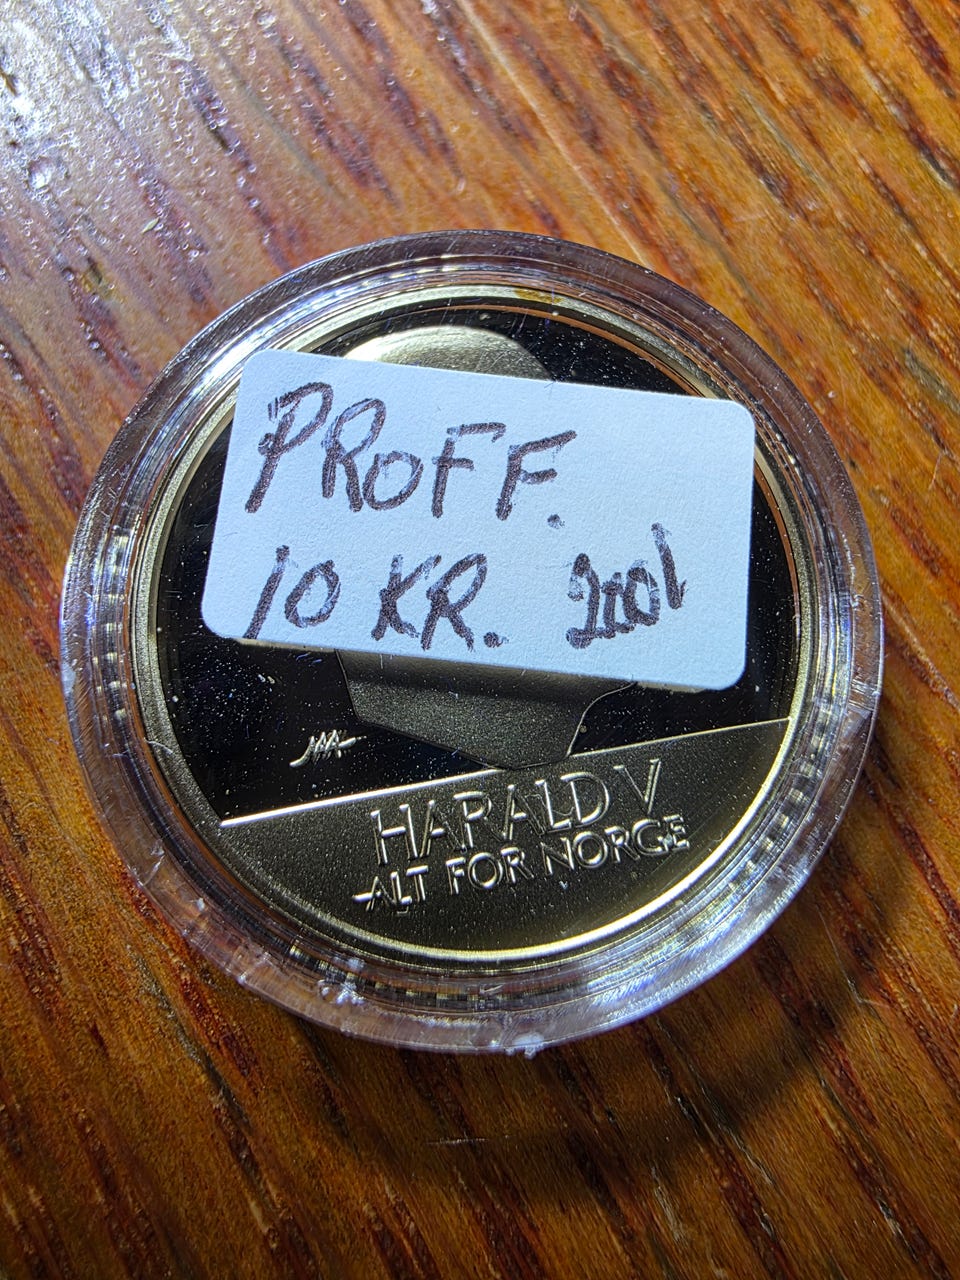 PROFF.
10 KR. 2001
HARALD V
ALT FOR NORGE